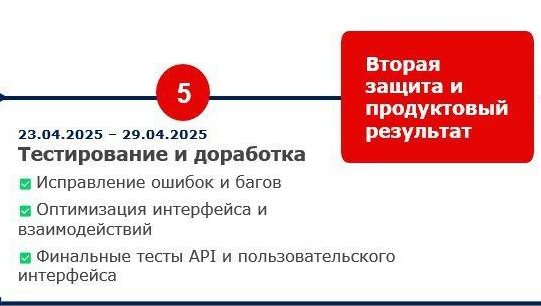 5
Вторая
защита и
продуктовый
результат
23.04.2025 – 29.04.2025
Тестирование и доработка
Исправление ошибок и багов
Оптимизация интерфейса и
взаимодействий
Финальные тесты API и пользовательского
интерфейса